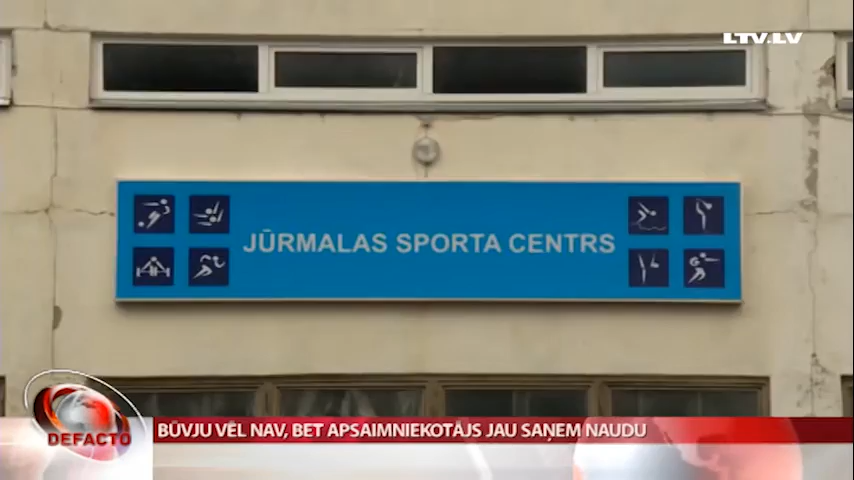 LTV.LV
JŪRMALAS SPORTA CENTRS
DEFACTO
BŪVJU VĒL NAV, BET APSAIMNIEKOTĀJS JAU SAŅEM NAUDU